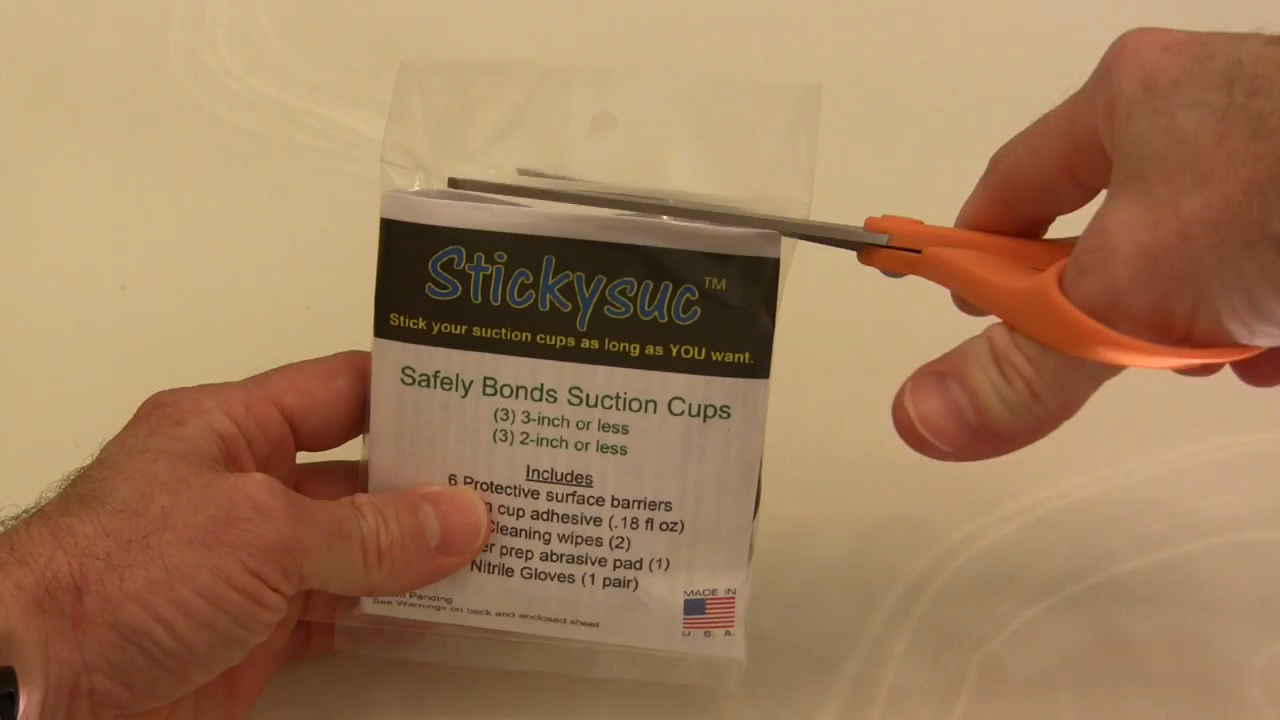 Stickysuc™
Stick your suction cups as long as YOU want.
Safely Bonds Suction Cups
(3) 3-inch or less
(3) 2-inch or less
Includes
6 Protective surface barriers
cup adhesive (.18 fl oz)
Cleaning wipes (2)
prep abrasive pad (1)
Nitrile Gloves (1 pair)
Pending
See Warnings on back and enclosed sheet
MADE IN
U. S. A.